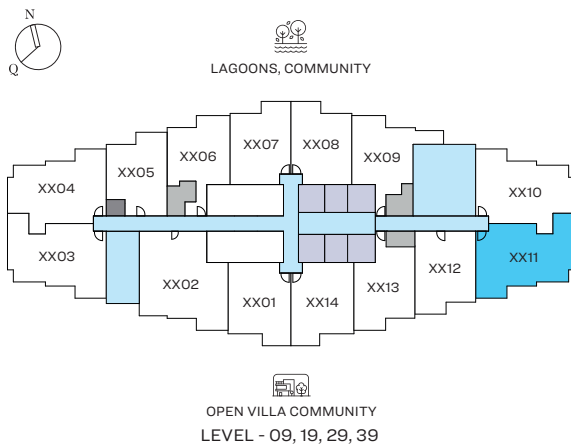 N
Q
LAGOONS, COMMUNITY
XX07 XX08
XX06 XX09
XX05
XX04 XX10
XX03 XX11
XX02 XX12
XX01 XX14 XX13
OPEN VILLA COMMUNITY
LEVEL - 09, 19, 29, 39